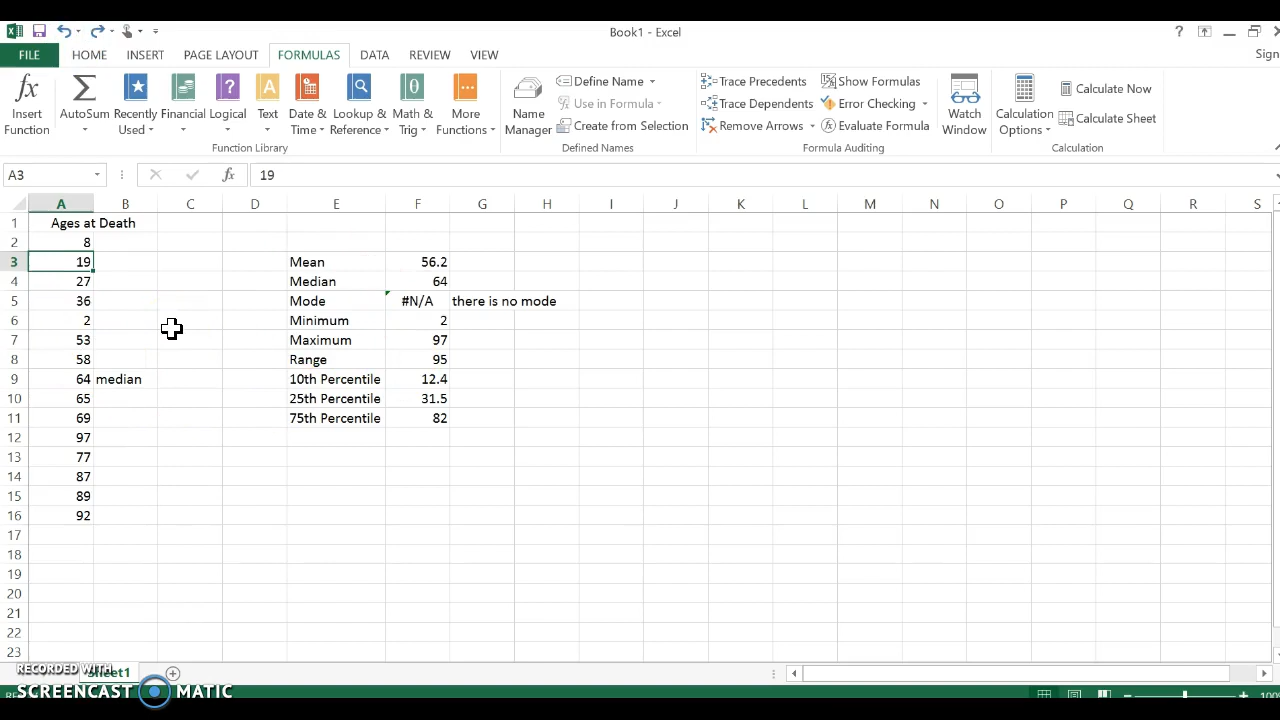 Book1 - Excel
?
FILE HOME INSERT PAGE LAYOUT FORMULAS DATA REVIEW VIEW Sign
fx Insert Function
Σ AutoSum
Recently Used
Financial
Logical
Text
Date & Time
Lookup & Reference
Math & Trig
More Functions
Function Library
Name Manager
Define Name
Use in Formula
Create from Selection
Defined Names
Trace Precedents
Trace Dependents
Remove Arrows
Show Formulas
Error Checking
Evaluate Formula
Formula Auditing
Watch Window
Calculation Options
Calculate Now
Calculate Sheet
Calculation
A3 fx 19
A B C D E F G H I J K L M N O P Q R S
1 Ages at Death
2 8
3 19 Mean 56.2
4 27 Median 64
5 36 Mode #N/A there is no mode
6 2 Minimum 2
7 53 Maximum 97
8 58 Range 95
9 64 median 10th Percentile 12.4
10 65 25th Percentile 31.5
11 69 75th Percentile 82
12 97
13 77
14 87
15 89
16 92
17
18
19
20
21
22
23
Sheet1
RECORDED WITH
SCREENCAST MATIC
100%